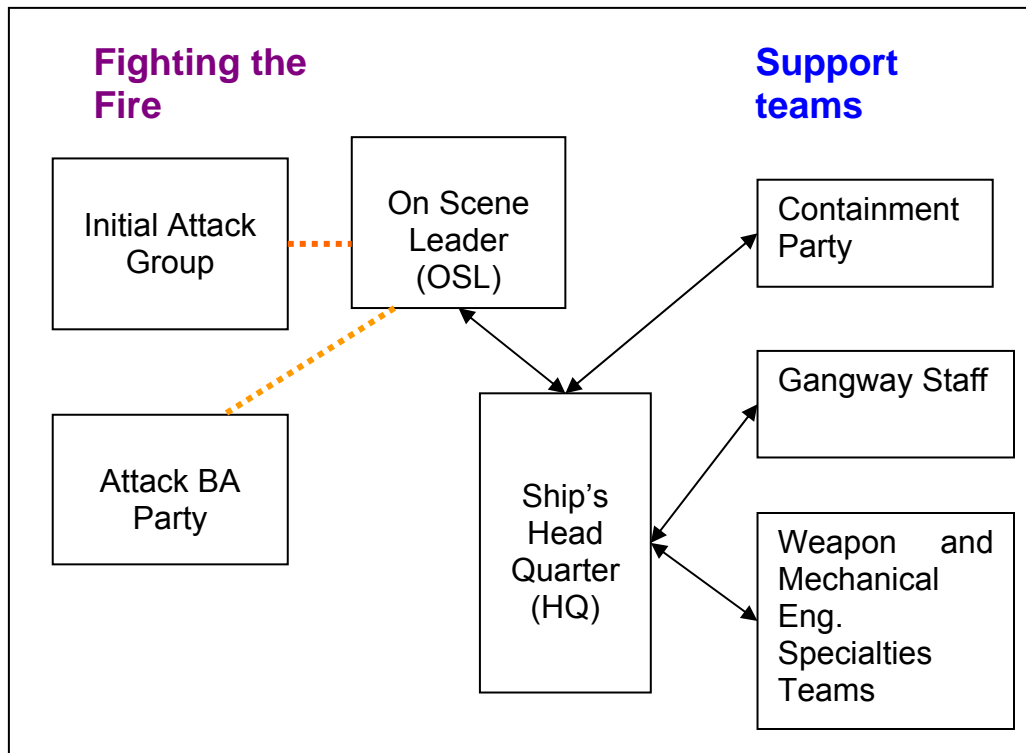 Fighting the
Fire
Support
teams
Initial Attack
Group
On Scene
Leader
(OSL)
Containment
Party
Attack BA
Party
Ship’s
Head
Quarter
(HQ)
Gangway Staff
Weapon and
Mechanical
Eng.
Specialties
Teams